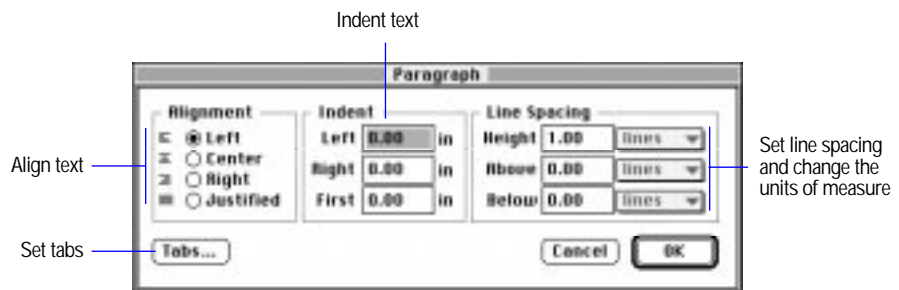 Indent text
Paragraph
Alignment
Left
Center
Right
Justified
Indent
Left 0.00 in
Right 0.00 in
First 0.00 in
Line Spacing
Height 1.00 lines
Above 0.00 lines
Below 0.00 lines
Align text
Set line spacing
and change the
units of measure
Set tabs
Tabs...
Cancel
OK